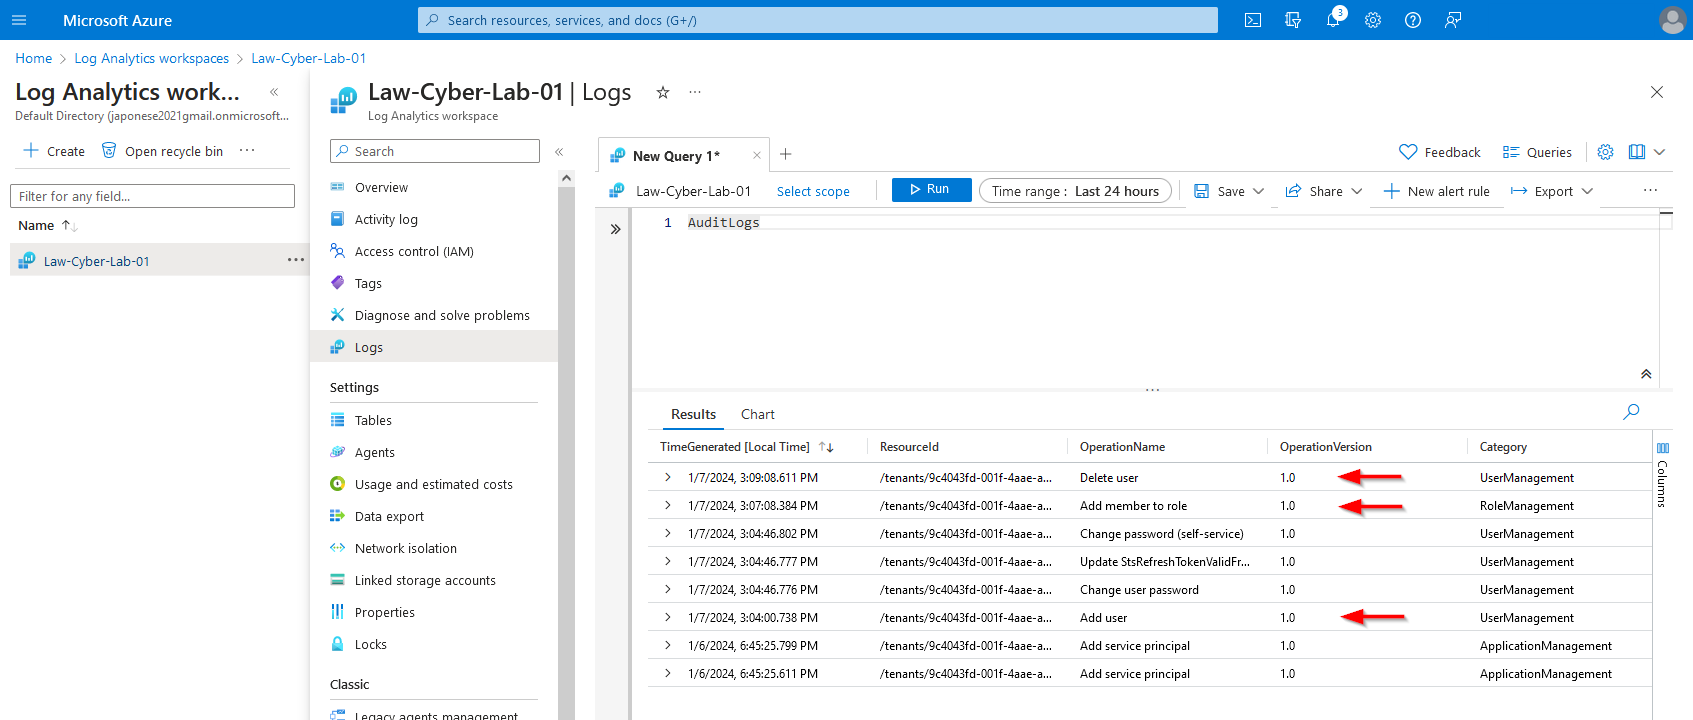 Microsoft Azure
Search resources, services, and docs (G+/)
3
Home > Log Analytics workspaces > Law-Cyber-Lab-01
Log Analytics work...
Default Directory (japonese2021gmail.onmicrosoft...
Create
Open recycle bin
Filter for any field...
Name
Law-Cyber-Lab-01
Law-Cyber-Lab-01 | Logs
Log Analytics workspace
Search
Overview
Activity log
Access control (IAM)
Tags
Diagnose and solve problems
Logs
Settings
Tables
Agents
Usage and estimated costs
Data export
Network isolation
Linked storage accounts
Properties
Locks
Classic
Legacy agents management
New Query 1*
Feedback
Queries
Law-Cyber-Lab-01
Select scope
Run
Time range : Last 24 hours
Save
Share
New alert rule
Export
1 AuditLogs
Results Chart
TimeGenerated [Local Time] ResourceId OperationName OperationVersion Category
1/7/2024, 3:09:08.611 PM /tenants/9c4043fd-001f-4aae-a... Delete user 1.0 UserManagement
1/7/2024, 3:07:08.384 PM /tenants/9c4043fd-001f-4aae-a... Add member to role 1.0 RoleManagement
1/7/2024, 3:04:46.802 PM /tenants/9c4043fd-001f-4aae-a... Change password (self-service) 1.0 UserManagement
1/7/2024, 3:04:46.777 PM /tenants/9c4043fd-001f-4aae-a... Update StsRefreshTokenValidFr... 1.0 UserManagement
1/7/2024, 3:04:46.776 PM /tenants/9c4043fd-001f-4aae-a... Change user password 1.0 UserManagement
1/7/2024, 3:04:00.738 PM /tenants/9c4043fd-001f-4aae-a... Add user 1.0 UserManagement
1/6/2024, 6:45:25.799 PM /tenants/9c4043fd-001f-4aae-a... Add service principal 1.0 ApplicationManagement
1/6/2024, 6:45:25.611 PM /tenants/9c4043fd-001f-4aae-a... Add service principal 1.0 ApplicationManagement
Columns